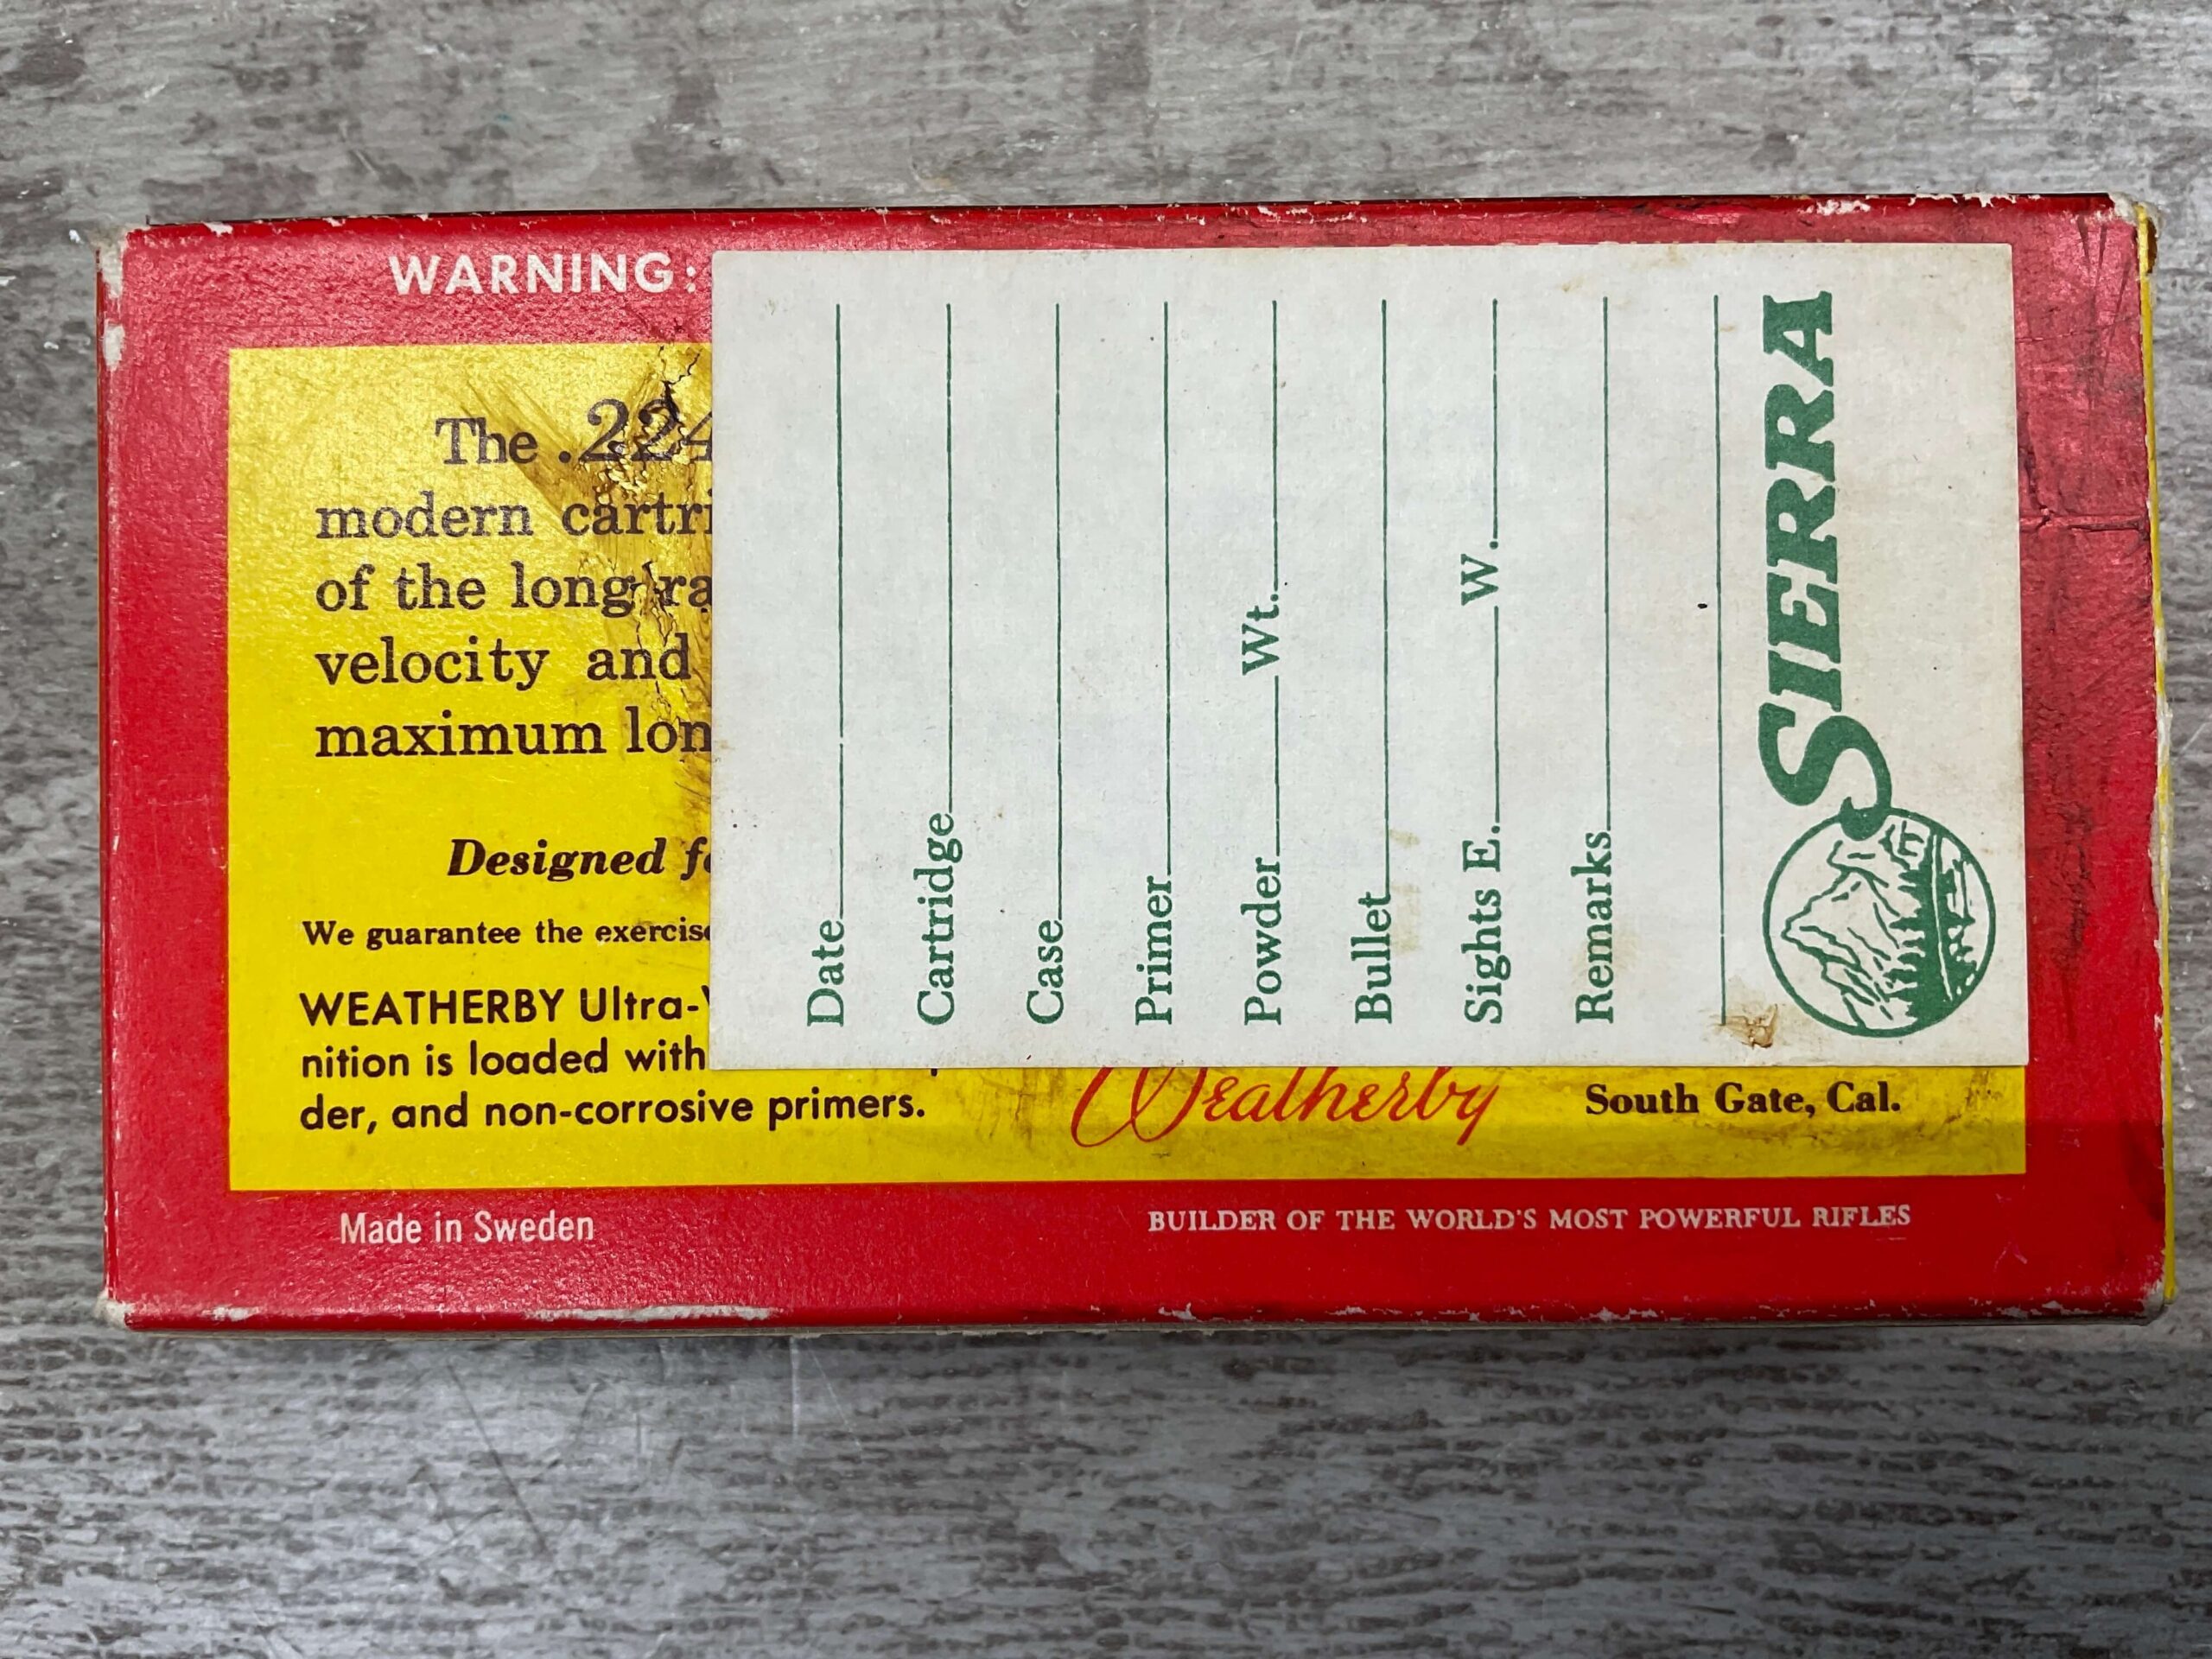 WARNING:
The .224
modern cartri
of the long ra
velocity and
maximum lon
Designed fo
We guarantee the exercis
WEATHERBY Ultra-
nition is loaded with
der, and non-corrosive primers.
Weatherby
South Gate, Cal.
Made in Sweden
BUILDER OF THE WORLD'S MOST POWERFUL RIFLES
Date
Cartridge
Case
Primer
Powder Wt.
Bullet
Sights E. W.
Remarks
SIERRA